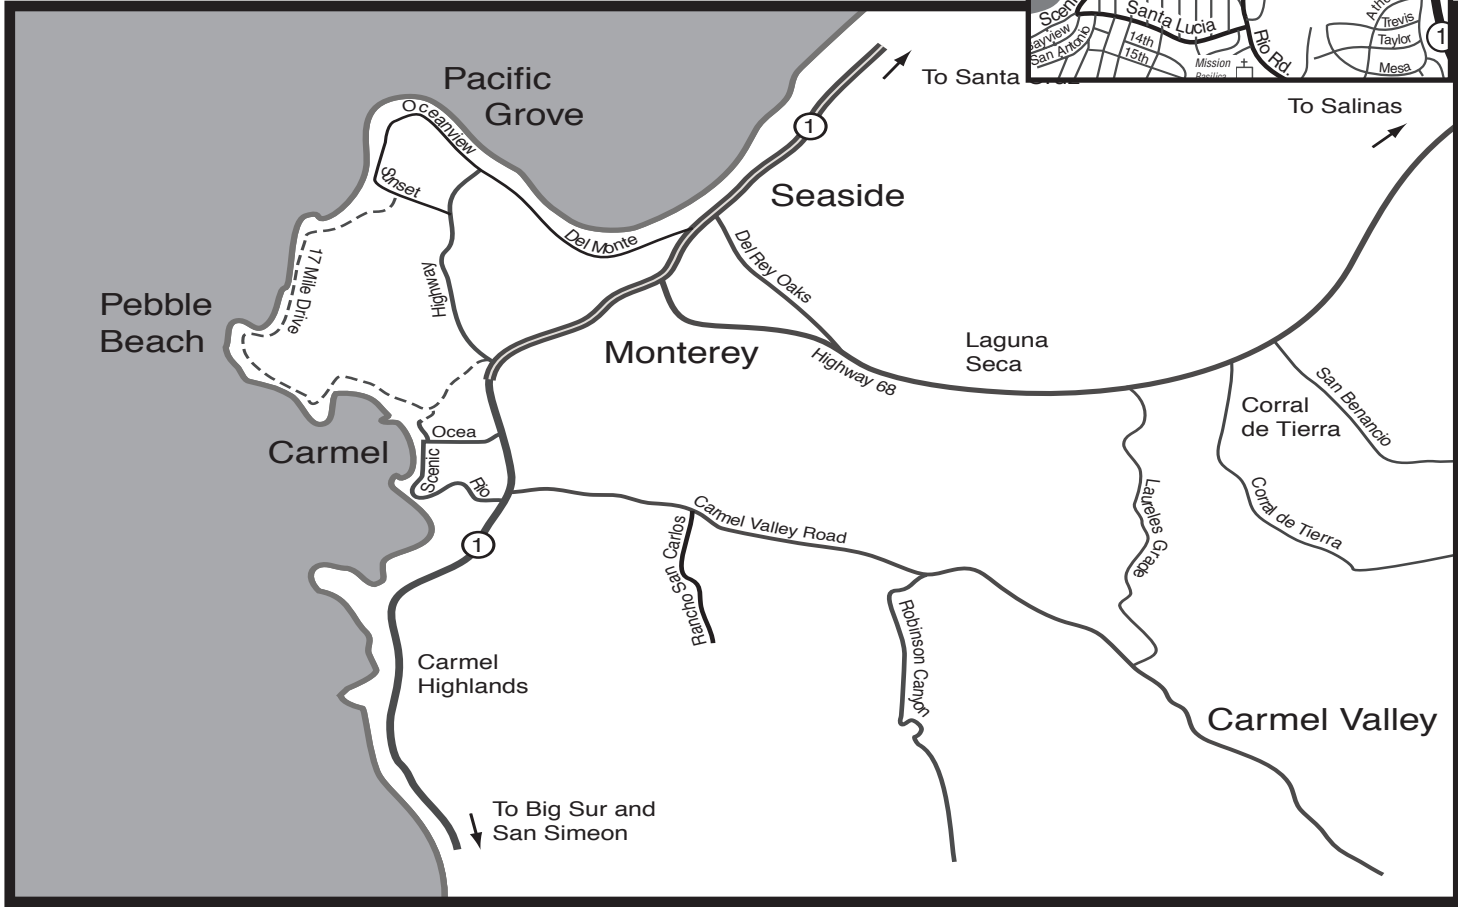 Scen
Santa Lucia
San Antonio
14th
15th
Mission
Rio Rd.
Trevis
Taylor
Mesa
1
To Santa
To Salinas
Pacific
Grove
Oceanview
Sunset
1
Seaside
Del Monte
Del Rey Oaks
17 Mile Drive
Highway
Pebble
Beach
Monterey
Highway 68
Laguna
Seca
San Benancio
Corral
de Tierra
Corral de Tierra
Carmel
Ocea
Scenic
Rio
1
Carmel Valley Road
Rancho San Carlos
Laureles Grade
Robinson Canyon
Carmel
Highlands
Carmel Valley
To Big Sur and
San Simeon